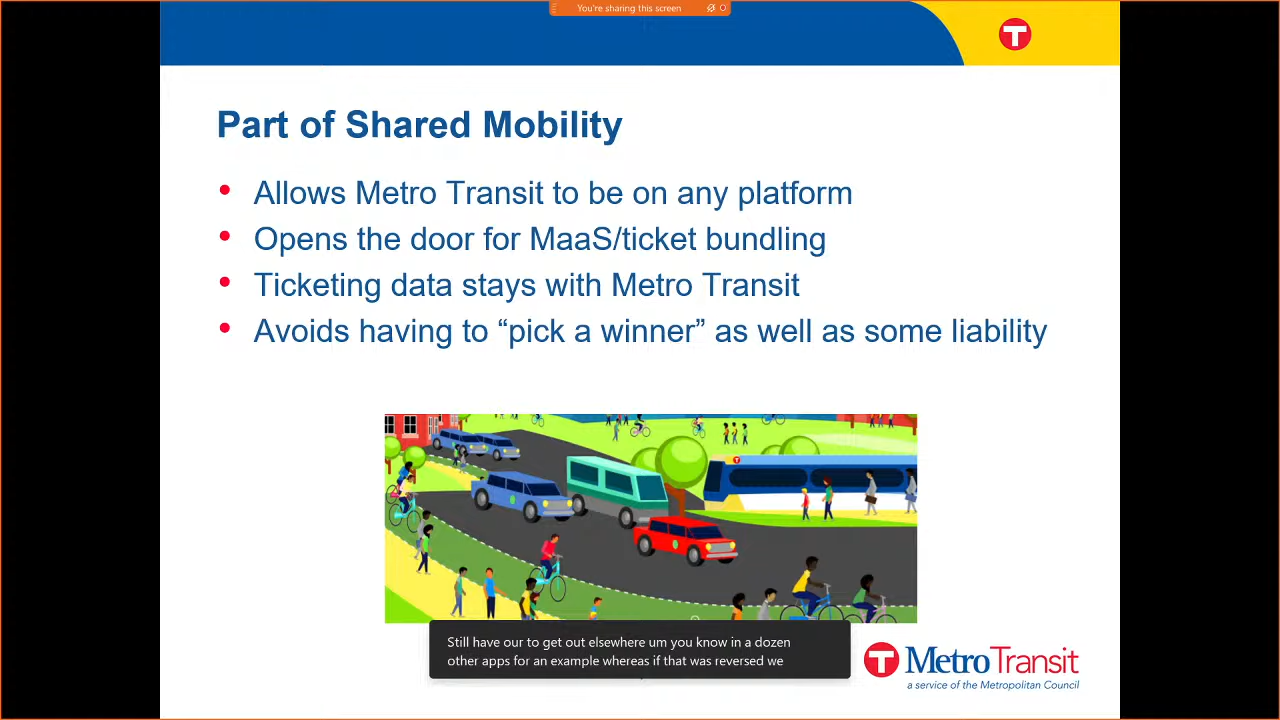 You're sharing this screen
T
Part of Shared Mobility
• Allows Metro Transit to be on any platform
• Opens the door for MaaS/ticket bundling
• Ticketing data stays with Metro Transit
• Avoids having to “pick a winner” as well as some liability
T
Still have our to get out elsewhere um you know in a dozen
other apps for an example whereas if that was reversed we
T MetroTransit
a service of the Metropolitan Council